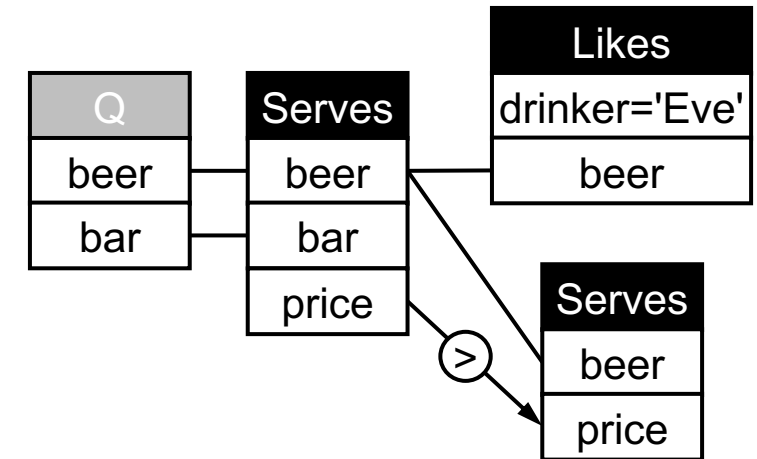 Q
beer
bar
Serves
beer
bar
price
Likes
drinker='Eve'
beer
>
Serves
beer
price